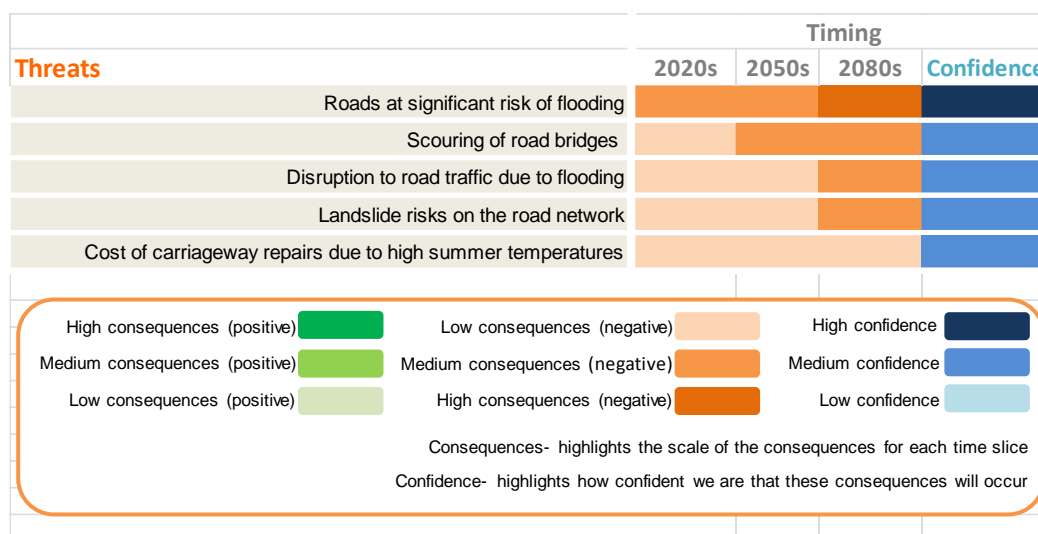 Timing
Threats 2020s 2050s 2080s Confidence
Roads at significant risk of flooding
Scouring of road bridges
Disruption to road traffic due to flooding
Landslide risks on the road network
Cost of carriageway repairs due to high summer temperatures
High consequences (positive) Low consequences (negative) High confidence
Medium consequences (positive) Medium consequences (negative) Medium confidence
Low consequences (positive) High consequences (negative) Low confidence
Consequences- highlights the scale of the consequences for each time slice
Confidence- highlights how confident we are that these consequences will occur